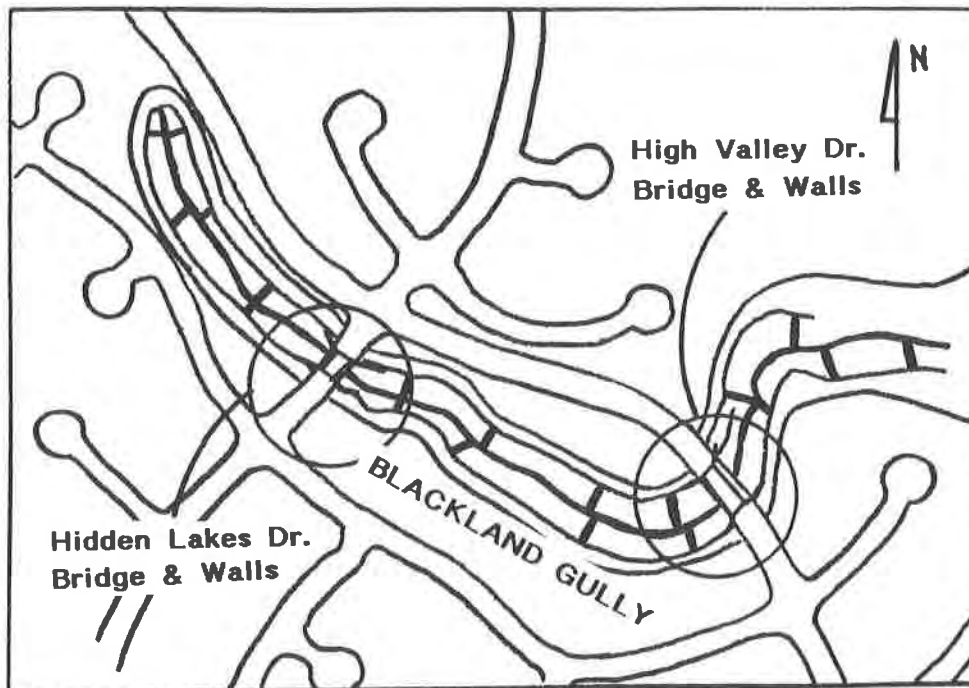 N
High Valley Dr.
Bridge & Walls
BLACKLAND GULLY
Hidden Lakes Dr.
Bridge & Walls